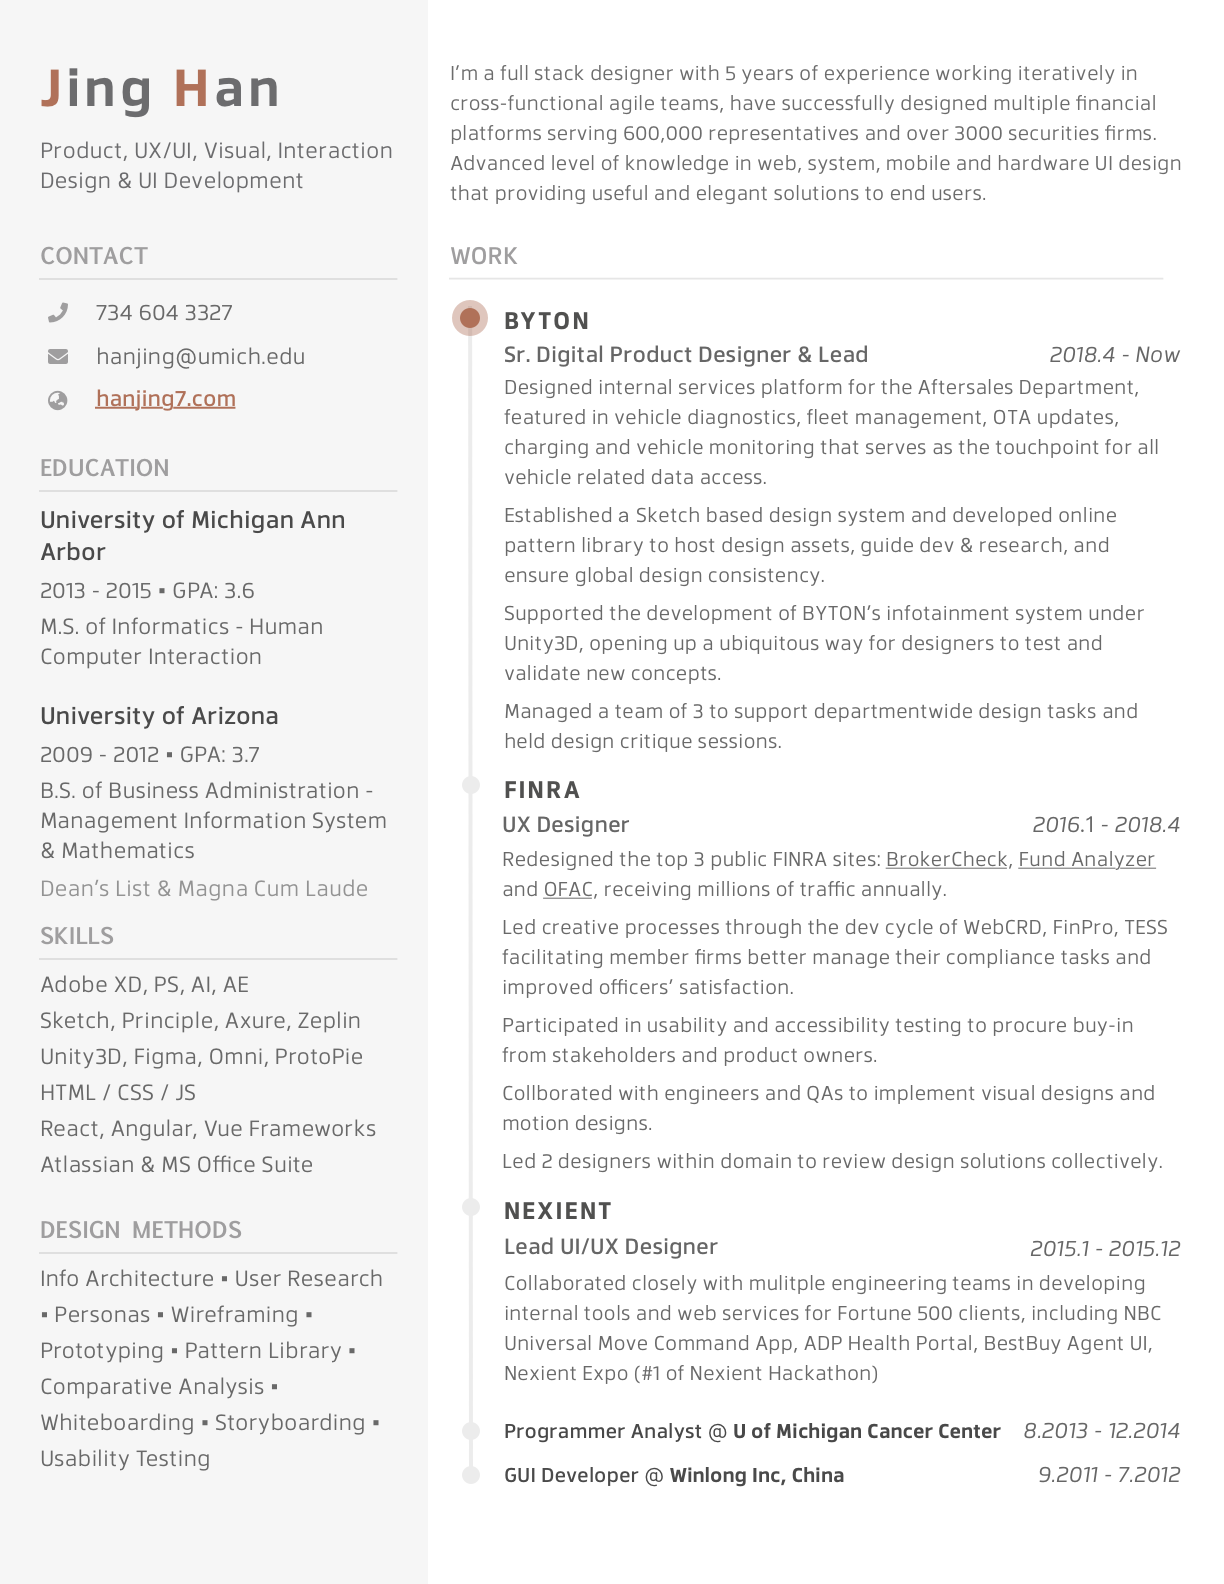 Jing Han
Product, UX/UI, Visual, Interaction
Design & UI Development
CONTACT
734 604 3327
hanjing@umich.edu
hanjing7.com
EDUCATION
University of Michigan Ann
Arbor
2013 - 2015 ▪ GPA: 3.6
M.S. of Informatics - Human
Computer Interaction
University of Arizona
2009 - 2012 ▪ GPA: 3.7
B.S. of Business Administration -
Management Information System
& Mathematics
Dean’s List & Magna Cum Laude
SKILLS
Adobe XD, PS, AI, AE
Sketch, Principle, Axure, Zeplin
Unity3D, Figma, Omni, ProtoPie
HTML / CSS / JS
React, Angular, Vue Frameworks
Atlassian & MS Office Suite
DESIGN METHODS
Info Architecture ▪ User Research
▪ Personas ▪ Wireframing ▪
Prototyping ▪ Pattern Library ▪
Comparative Analysis ▪
Whiteboarding ▪ Storyboarding ▪
Usability Testing
I’m a full stack designer with 5 years of experience working iteratively in
cross-functional agile teams, have successfully designed multiple financial
platforms serving 600,000 representatives and over 3000 securities firms.
Advanced level of knowledge in web, system, mobile and hardware UI design
that providing useful and elegant solutions to end users.
WORK
BYTON
Sr. Digital Product Designer & Lead 2018.4 - Now
Designed internal services platform for the Aftersales Department,
featured in vehicle diagnostics, fleet management, OTA updates,
charging and vehicle monitoring that serves as the touchpoint for all
vehicle related data access.
Established a Sketch based design system and developed online
pattern library to host design assets, guide dev & research, and
ensure global design consistency.
Supported the development of BYTON’s infotainment system under
Unity3D, opening up a ubiquitous way for designers to test and
validate new concepts.
Managed a team of 3 to support departmentwide design tasks and
held design critique sessions.
FINRA
UX Designer 2016.1 - 2018.4
Redesigned the top 3 public FINRA sites: BrokerCheck, Fund Analyzer
and OFAC, receiving millions of traffic annually.
Led creative processes through the dev cycle of WebCRD, FinPro, TESS
facilitating member firms better manage their compliance tasks and
improved officers’ satisfaction.
Participated in usability and accessibility testing to procure buy-in
from stakeholders and product owners.
Collborated with engineers and QAs to implement visual designs and
motion designs.
Led 2 designers within domain to review design solutions collectively.
NEXIENT
Lead UI/UX Designer 2015.1 - 2015.12
Collaborated closely with mulitple engineering teams in developing
internal tools and web services for Fortune 500 clients, including NBC
Universal Move Command App, ADP Health Portal, BestBuy Agent UI,
Nexient Expo (#1 of Nexient Hackathon)
Programmer Analyst @ U of Michigan Cancer Center 8.2013 - 12.2014
GUI Developer @ Winlong Inc, China 9.2011 - 7.2012